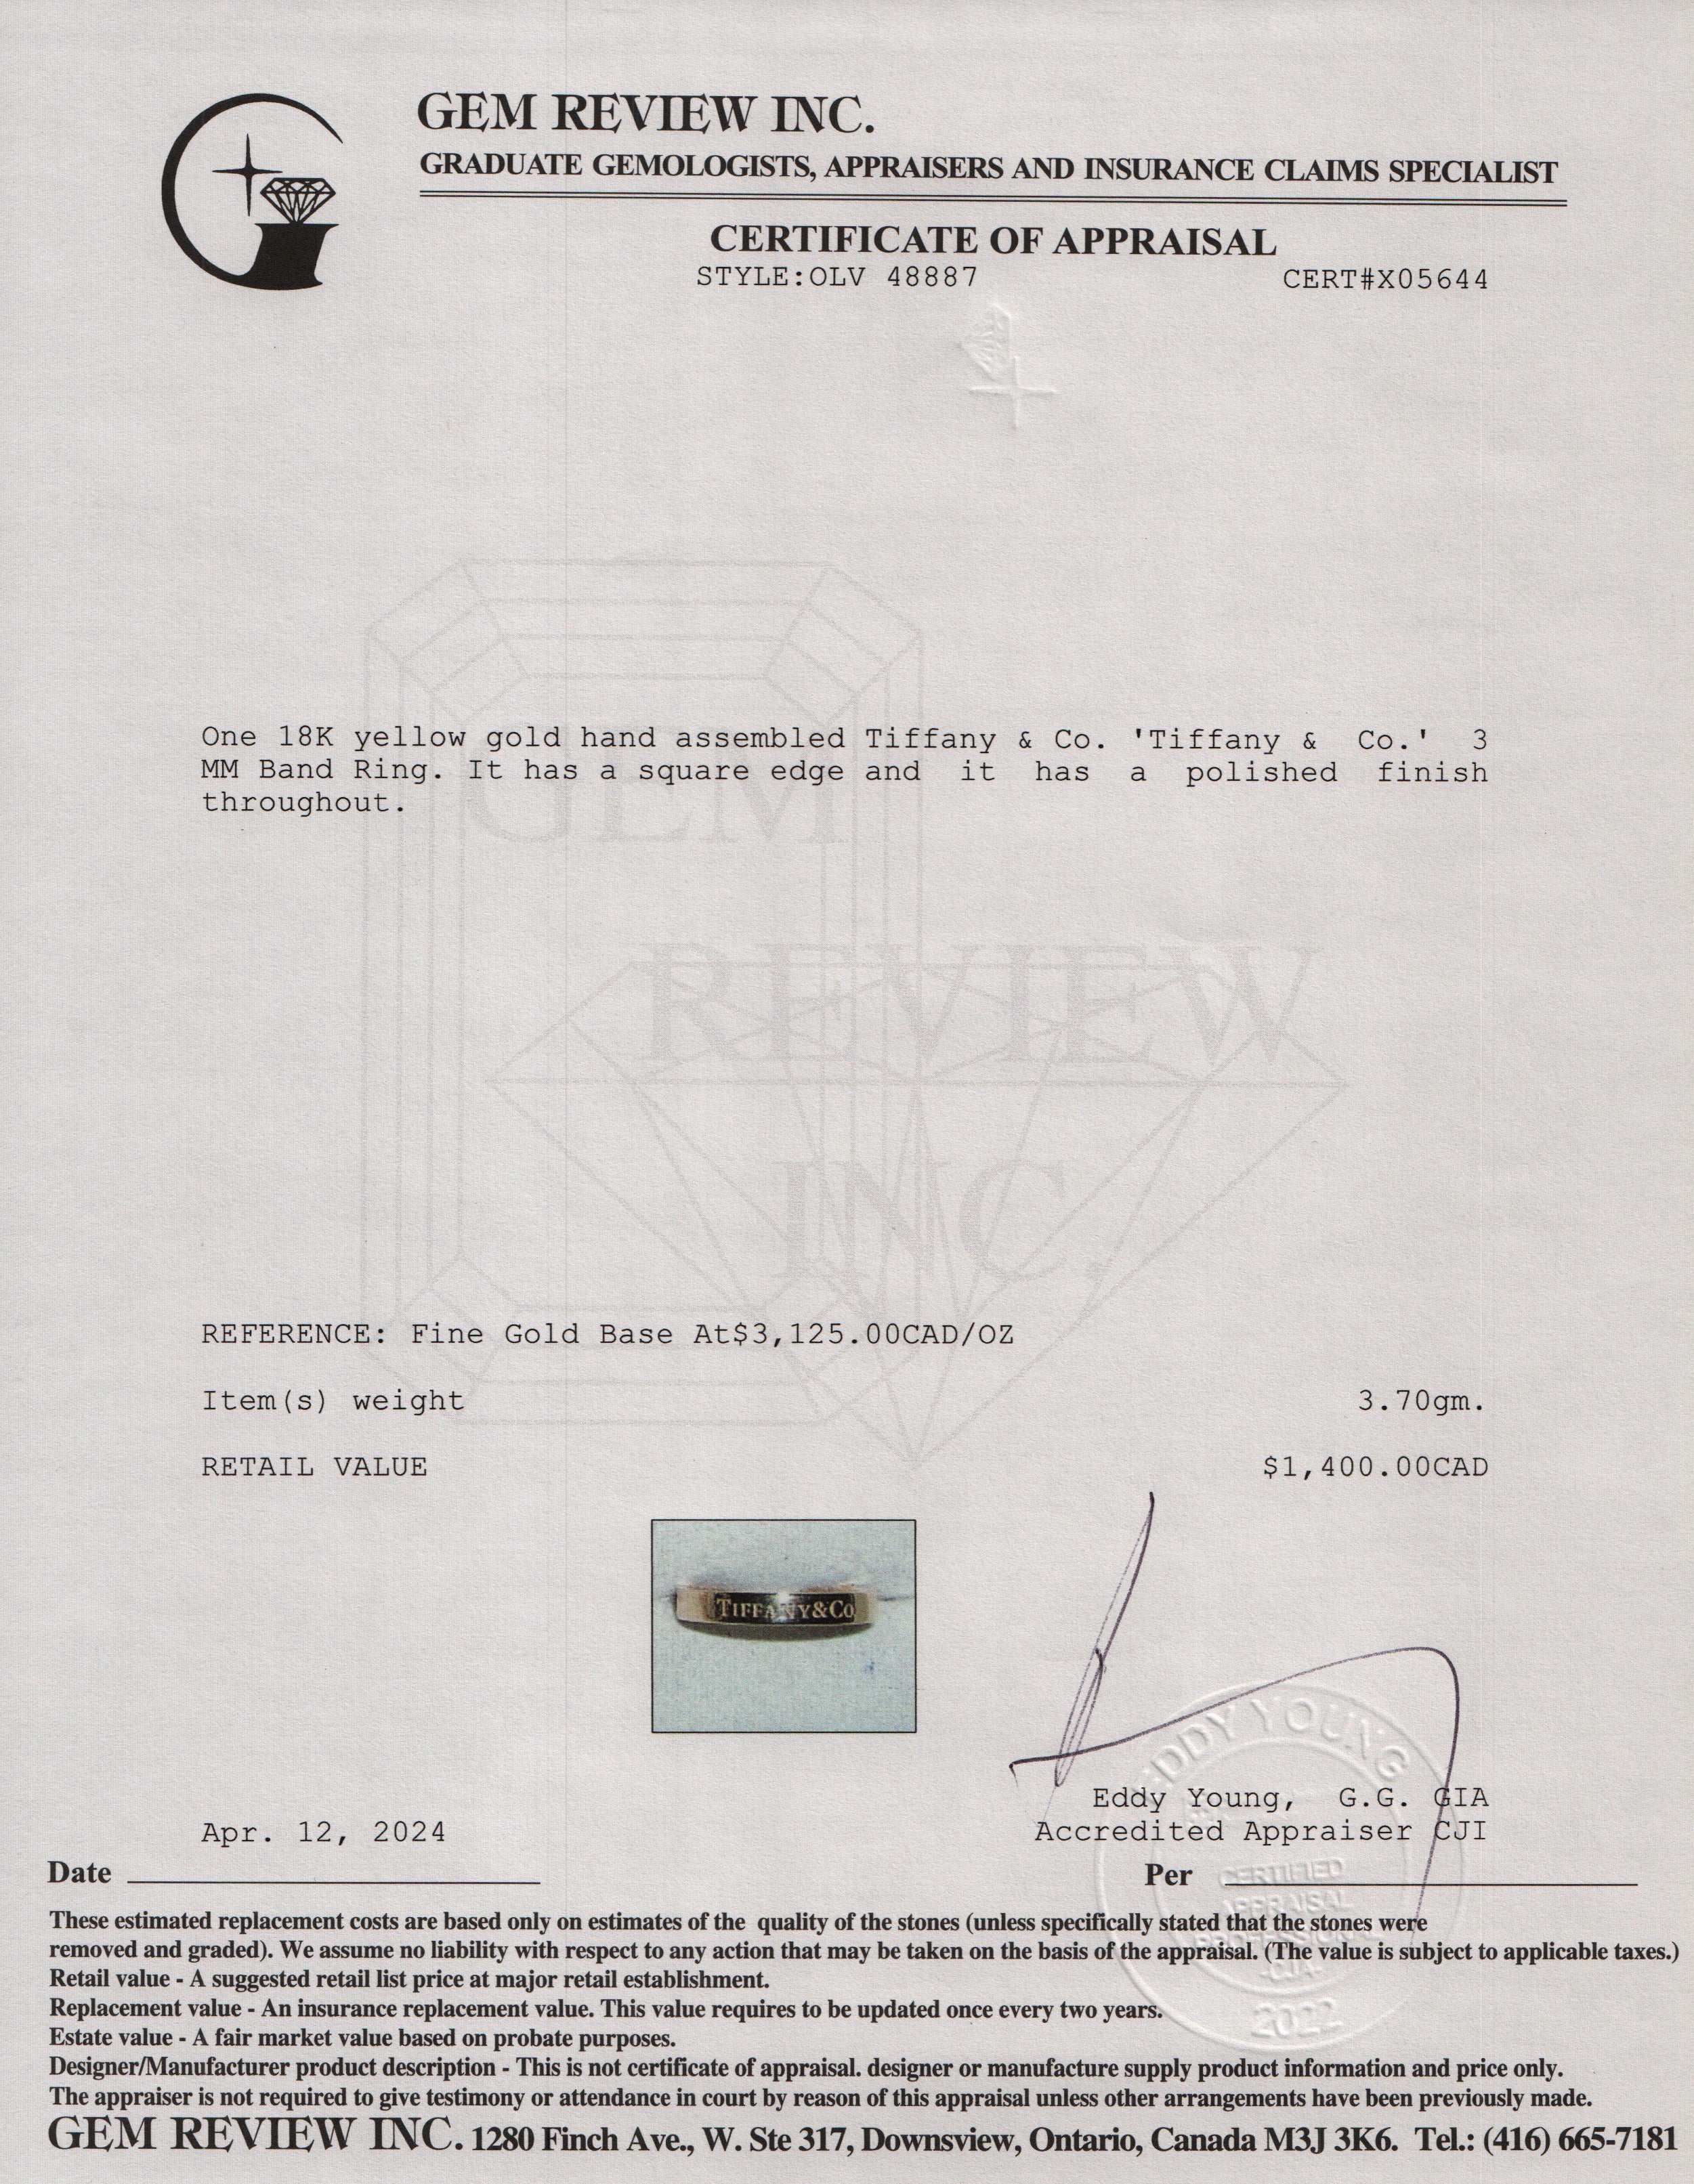 GEM REVIEW INC.
GRADUATE GEMOLOGISTS, APPRAISERS AND INSURANCE CLAIMS SPECIALIST
CERTIFICATE OF APPRAISAL
STYLE:OLV 48887 CERT#X05644
One 18K yellow gold hand assembled Tiffany & Co. 'Tiffany & Co.' 3
MM Band Ring. It has a square edge and it has a polished finish
throughout.
GEM
REVIEW
INC.
REFERENCE: Fine Gold Base At$3,125.00CAD/OZ
Item(s) weight 3.70gm.
RETAIL VALUE $1,400.00CAD
TIFFANY&CO
EDDY YOUNG
Eddy Young, G.G. GIA
Apr. 12, 2024 Accredited Appraiser CJI
Date Per
CERTIFIED
APPRAISAL
PROFESSIONAL
2022
These estimated replacement costs are based only on estimates of the quality of the stones (unless specifically stated that the stones were
removed and graded). We assume no liability with respect to any action that may be taken on the basis of the appraisal. (The value is subject to applicable taxes.)
Retail value - A suggested retail list price at major retail establishment.
Replacement value - An insurance replacement value. This value requires to be updated once every two years.
Estate value - A fair market value based on probate purposes.
Designer/Manufacturer product description - This is not certificate of appraisal. designer or manufacture supply product information and price only.
The appraiser is not required to give testimony or attendance in court by reason of this appraisal unless other arrangements have been previously made.
GEM REVIEW INC. 1280 Finch Ave., W. Ste 317, Downsview, Ontario, Canada M3J 3K6. Tel.: (416) 665-7181